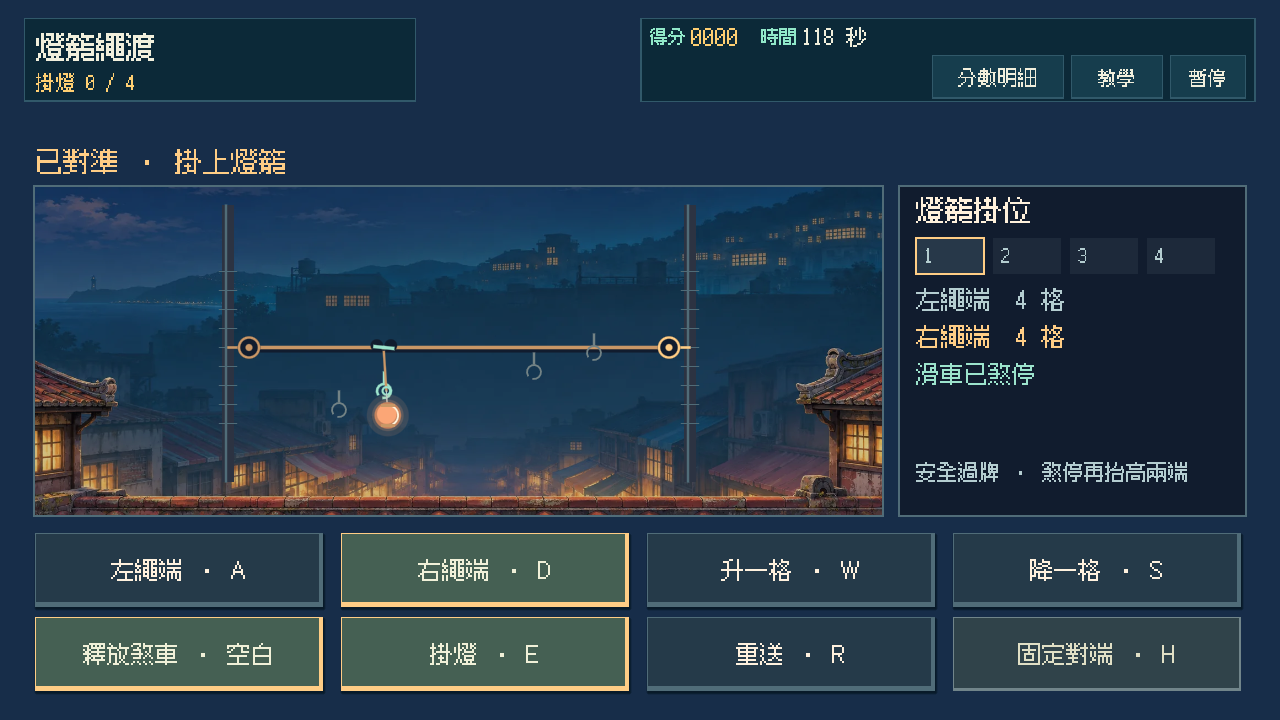 燈籠繩渡
掛燈 0 / 4
得分 0000 時間 118 秒
分數明細
教學
暫停
已對準 · 掛上燈籠
燈籠掛位
1 2 3 4
左繩端 4 格
右繩端 4 格
滑車已煞停
安全過牌 · 煞停再抬高兩端
左繩端 · A
右繩端 · D
升一格 · W
降一格 · S
釋放煞車 · 空白
掛燈 · E
重送 · R
固定對端 · H